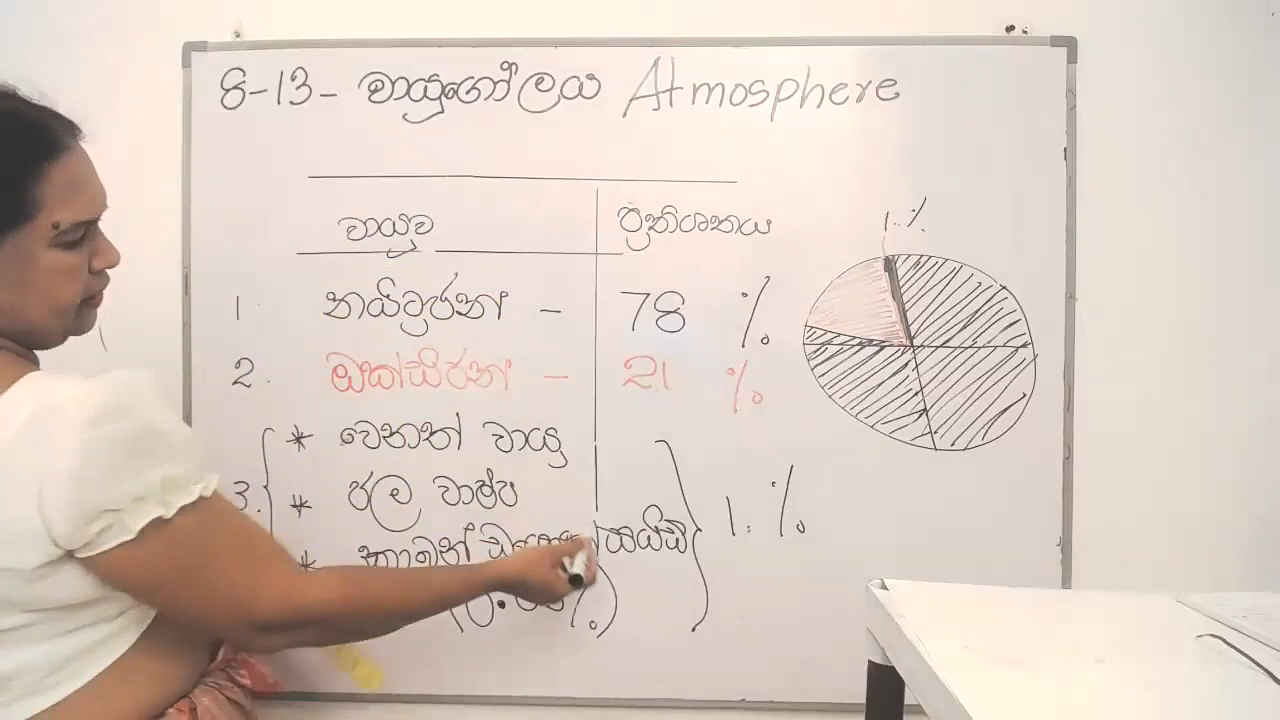 8-13- වායුගෝලය Atmosphere
වායුව ප්‍රතිශතය
1. නයිට්‍රජන් - 78 %
2. ඔක්සිජන් - 21 %
* වෙනත් වායු
3. * ජල වාෂ්ප 1. %
* කාබන්
1. %